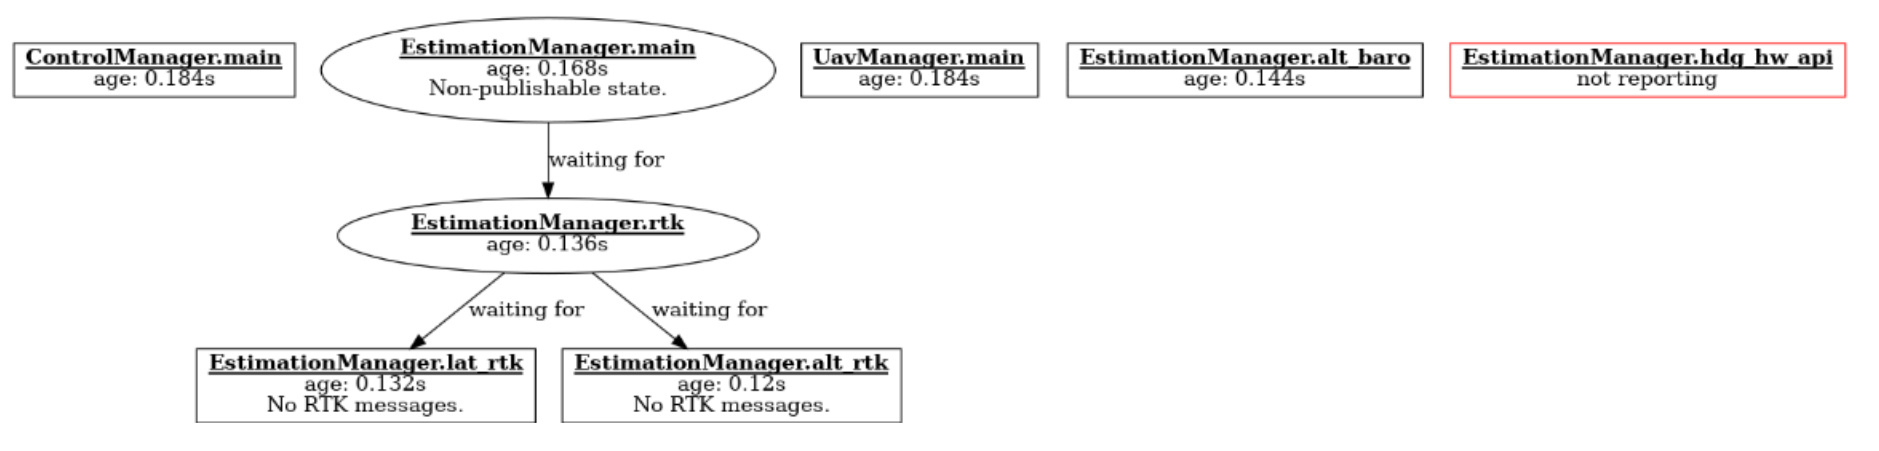 ControlManager.main
age: 0.184s
EstimationManager.main
age: 0.168s
Non-publishable state.
UavManager.main
age: 0.184s
EstimationManager.alt_baro
age: 0.144s
EstimationManager.hdg_hw_api
not reporting
waiting for
EstimationManager.rtk
age: 0.136s
waiting for
waiting for
EstimationManager.lat_rtk
age: 0.132s
No RTK messages.
EstimationManager.alt_rtk
age: 0.12s
No RTK messages.